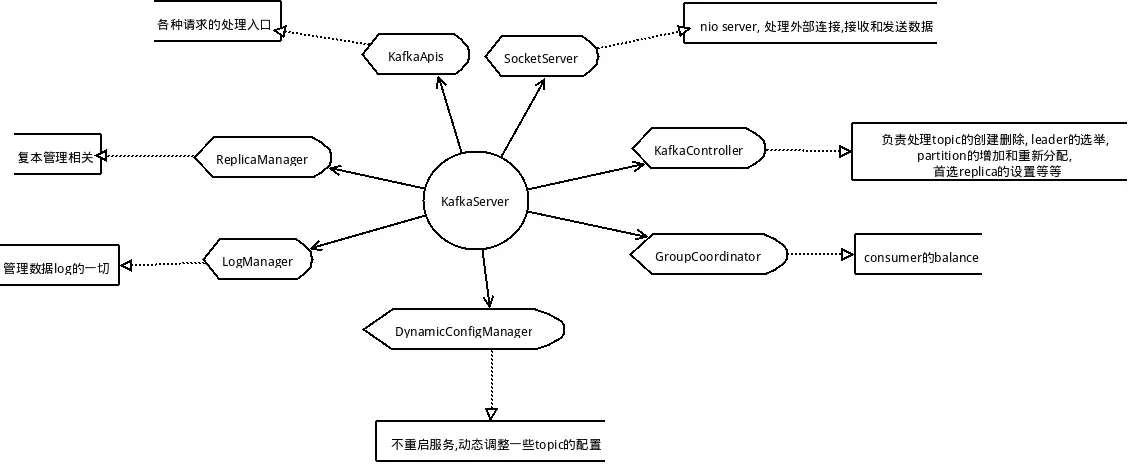 各种请求的处理入口
nio server, 处理外部连接,接收和发送数据
KafkaApis
SocketServer
复本管理相关
ReplicaManager
KafkaController
负责处理topic的创建删除, leader的选举,
partition的增加和重新分配,
首选replica的设置等等
KafkaServer
管理数据log的一切
LogManager
GroupCoordinator
consumer的balance
DynamicConfigManager
不重启服务,动态调整一些topic的配置